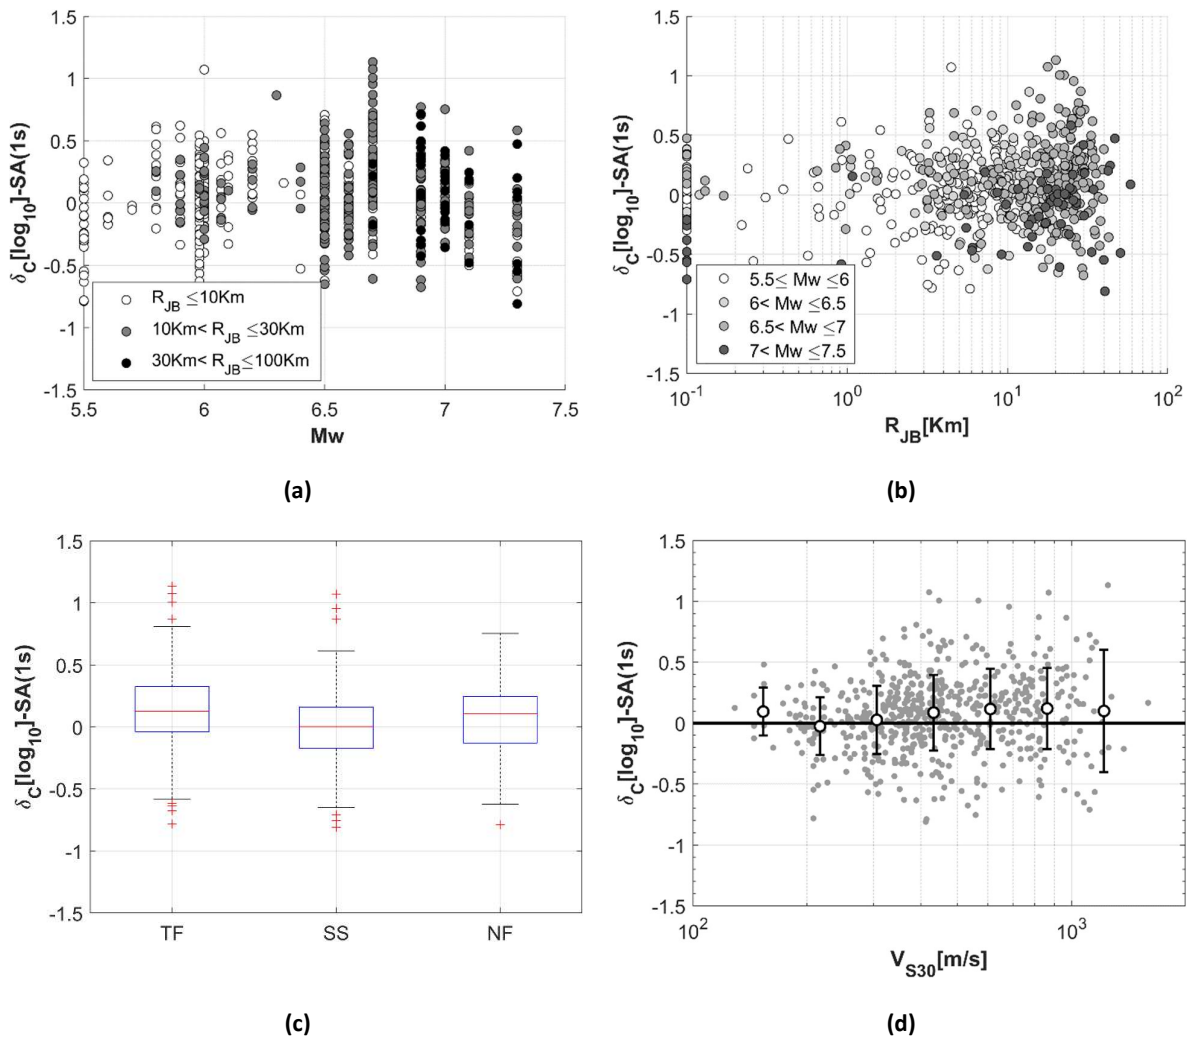 1.5
1
0.5
0
-0.5
-1
-1.5
δC[log10]-SA(1s)
RJB ≤10Km
10Km< RJB ≤30Km
30Km< RJB≤100Km
5.5 6 6.5 7 7.5
Mw
(a)
1.5
1
0.5
0
-0.5
-1
-1.5
δC[log10]-SA(1s)
5.5≤ Mw ≤6
6< Mw ≤6.5
6.5< Mw ≤7
7< Mw ≤7.5
10-1 100 101 102
RJB[Km]
(b)
1.5
1
0.5
0
-0.5
-1
-1.5
δC[log10]-SA(1s)
TF SS NF
(c)
1.5
1
0.5
0
-0.5
-1
-1.5
δC[log10]-SA(1s)
102 103
VS30[m/s]
(d)